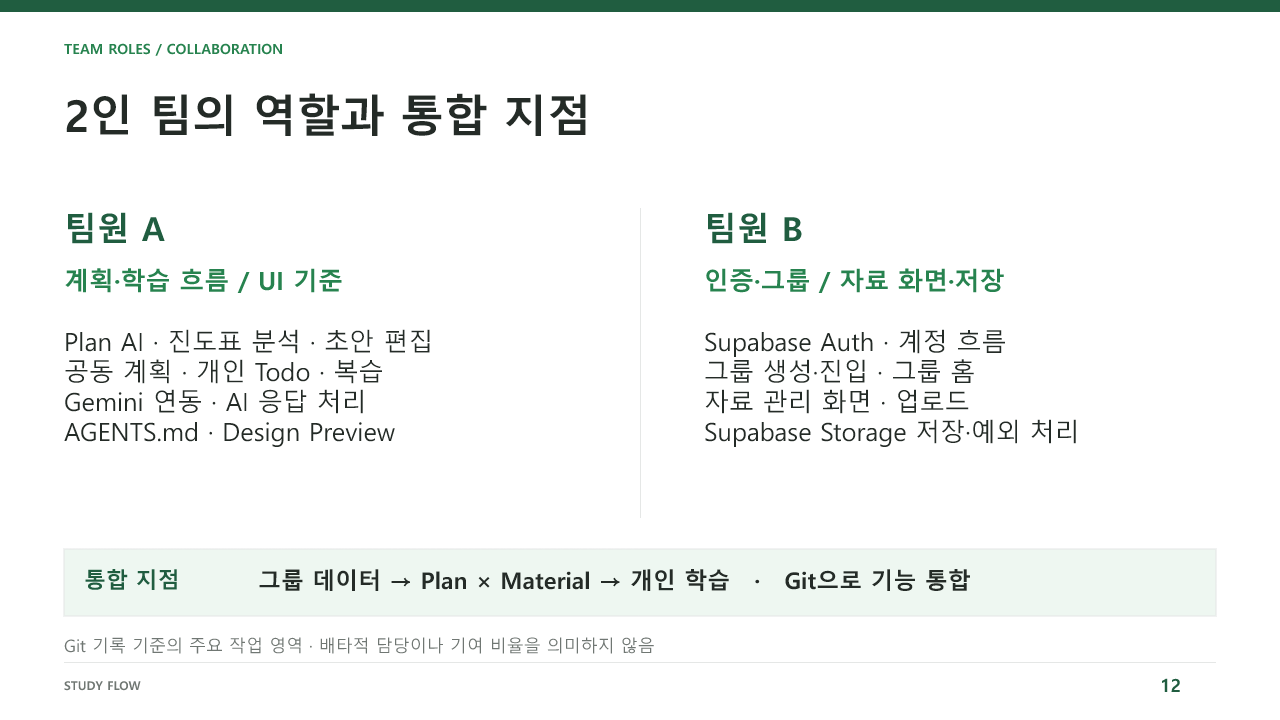 TEAM ROLES / COLLABORATION
2인 팀의 역할과 통합 지점
팀원 A
계획·학습 흐름 / UI 기준
Plan AI · 진도표 분석 · 초안 편집
공동 계획 · 개인 Todo · 복습
Gemini 연동 · AI 응답 처리
AGENTS.md · Design Preview
팀원 B
인증·그룹 / 자료 화면·저장
Supabase Auth · 계정 흐름
그룹 생성·진입 · 그룹 홈
자료 관리 화면 · 업로드
Supabase Storage 저장·예외 처리
통합 지점 그룹 데이터 → Plan × Material → 개인 학습 · Git으로 기능 통합
Git 기록 기준의 주요 작업 영역 · 배타적 담당이나 기여 비율을 의미하지 않음
STUDY FLOW 12